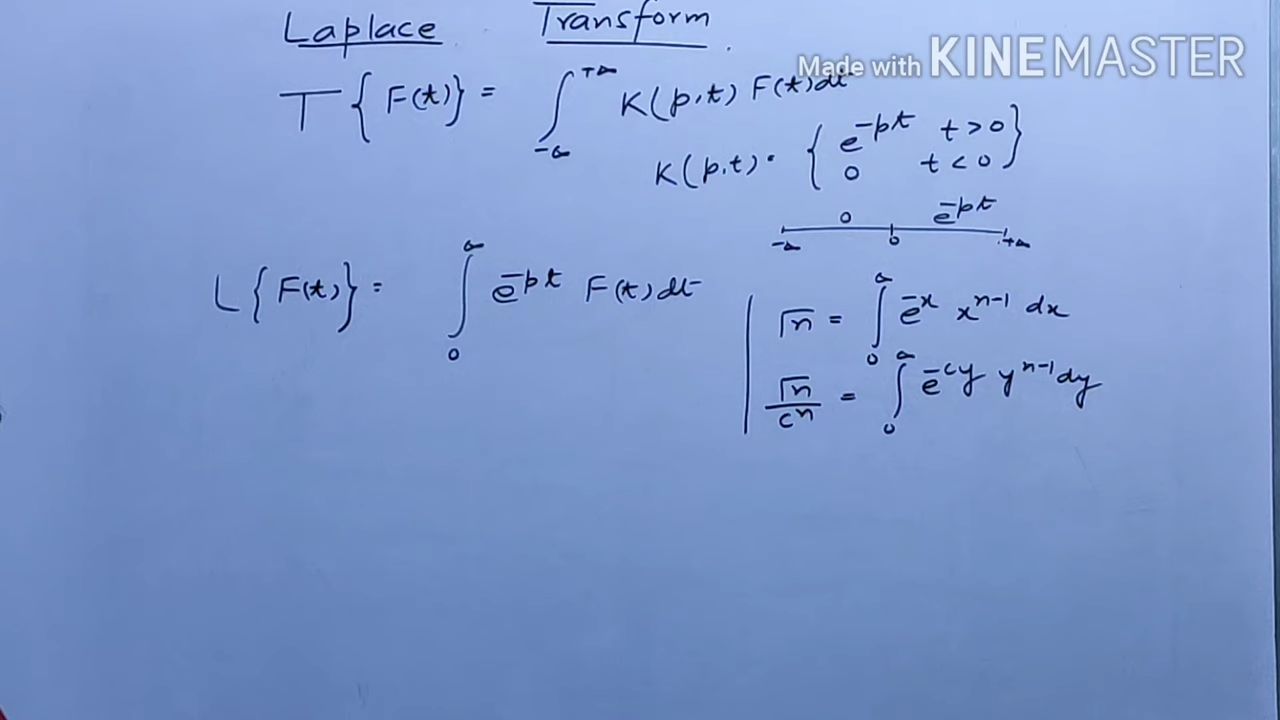 Laplace Transform
Made with KINEMASTER
T { F(t)} = ∫_{-∞}^{+∞} K(p,t) F(t) dt
K(p,t) = { e^{-pt} t > 0
0 t < 0 }
0 e^{-pt}
-∞ 0 +∞
L { F(t)} = ∫_0^∞ e^{-pt} F(t) dt
Γn = ∫_0^∞ e^{-x} x^{n-1} dx
Γn/cⁿ = ∫_0^∞ e^{-cy} y^{n-1} dy